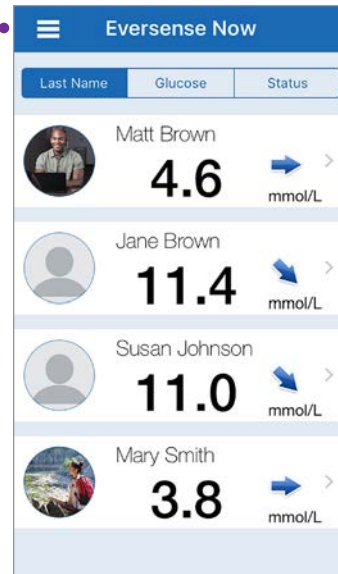 Eversense Now
Last Name Glucose Status
Matt Brown
4.6
mmol/L
Jane Brown
11.4
mmol/L
Susan Johnson
11.0
mmol/L
Mary Smith
3.8
mmol/L